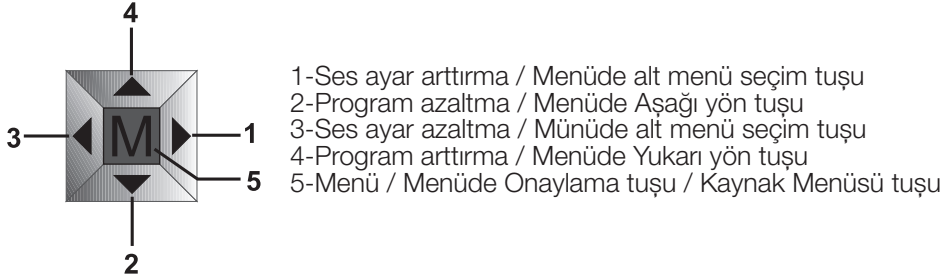 4
1-Ses ayar arttırma / Menüde alt menü seçim tuşu
2-Program azaltma / Menüde Aşağı yön tuşu
3 M 1
3-Ses ayar azaltma / Münüde alt menü seçim tuşu
4-Program arttırma / Menüde Yukarı yön tuşu
5
5-Menü / Menüde Onaylama tuşu / Kaynak Menüsü tuşu
2